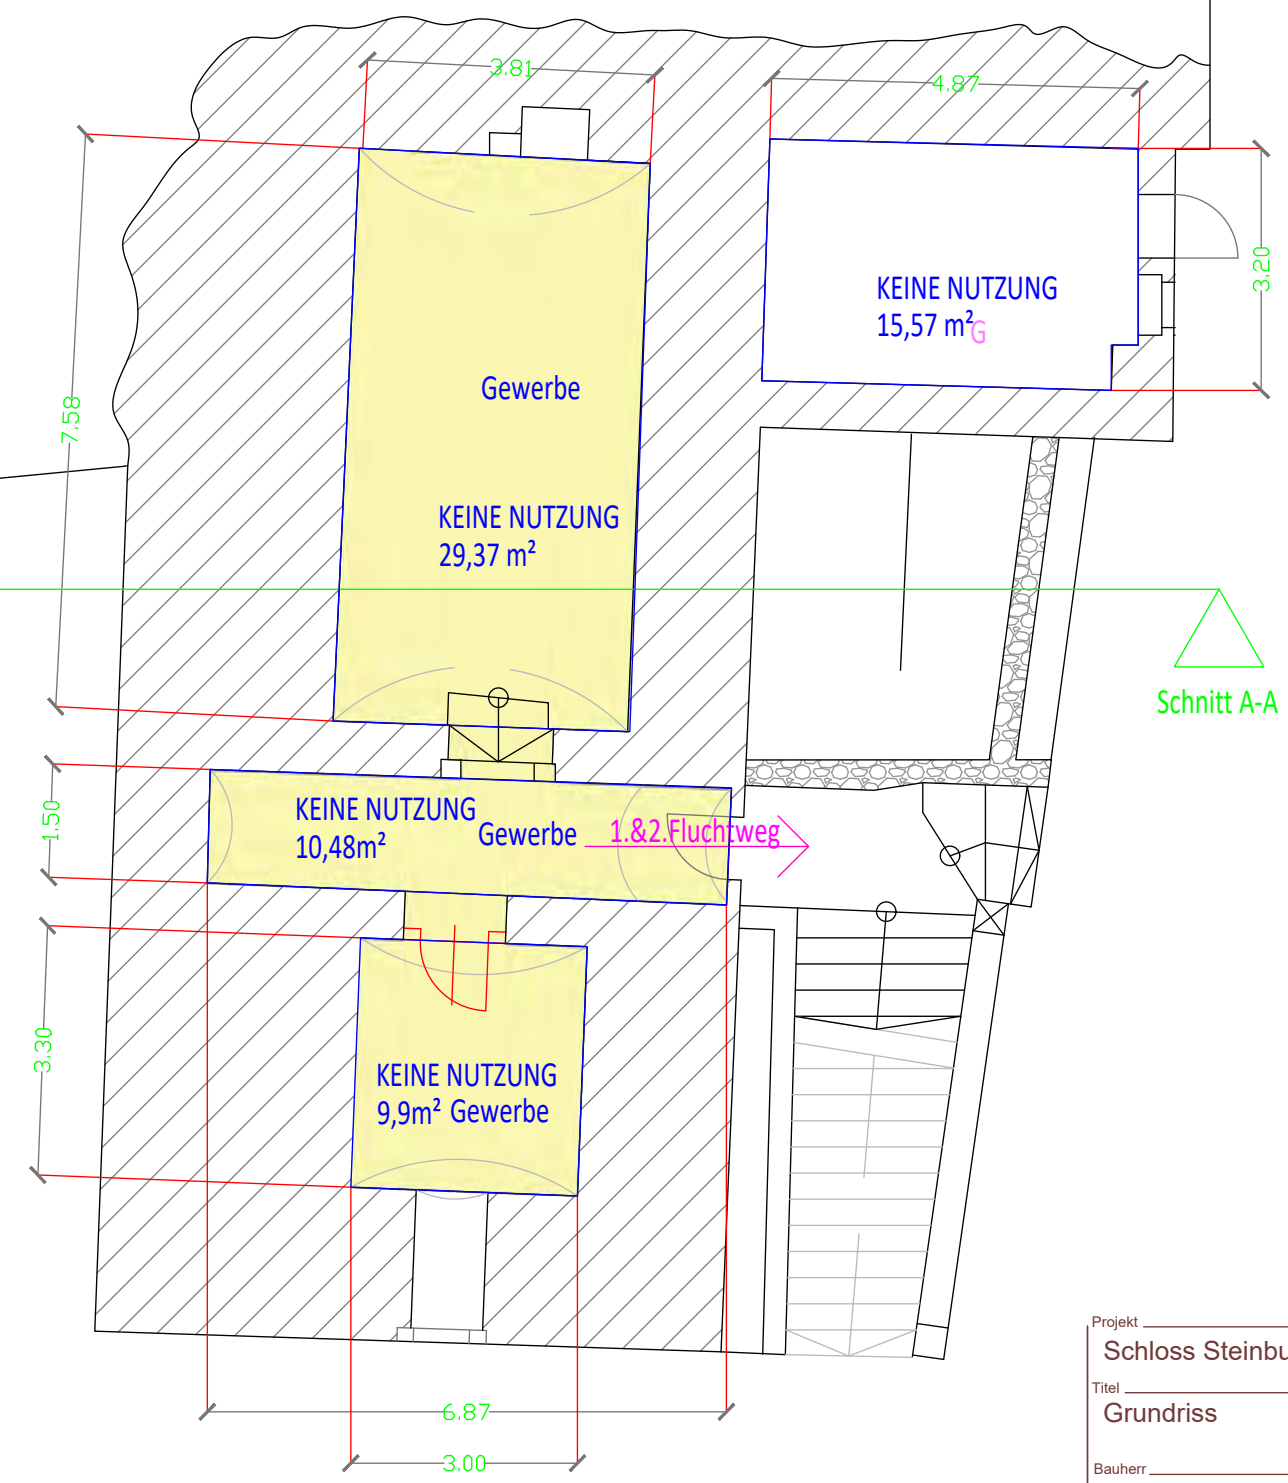 3.81
4.87
3.20
KEINE NUTZUNG
15,57 m²
G
Gewerbe
7.58
KEINE NUTZUNG
29,37 m²
Schnitt A-A
1.50
KEINE NUTZUNG
10,48m²
Gewerbe
1.&2.Fluchtweg
3.30
KEINE NUTZUNG
9,9m² Gewerbe
6.87
3.00
Projekt
Schloss Steinbu
Titel
Grundriss
Bauherr